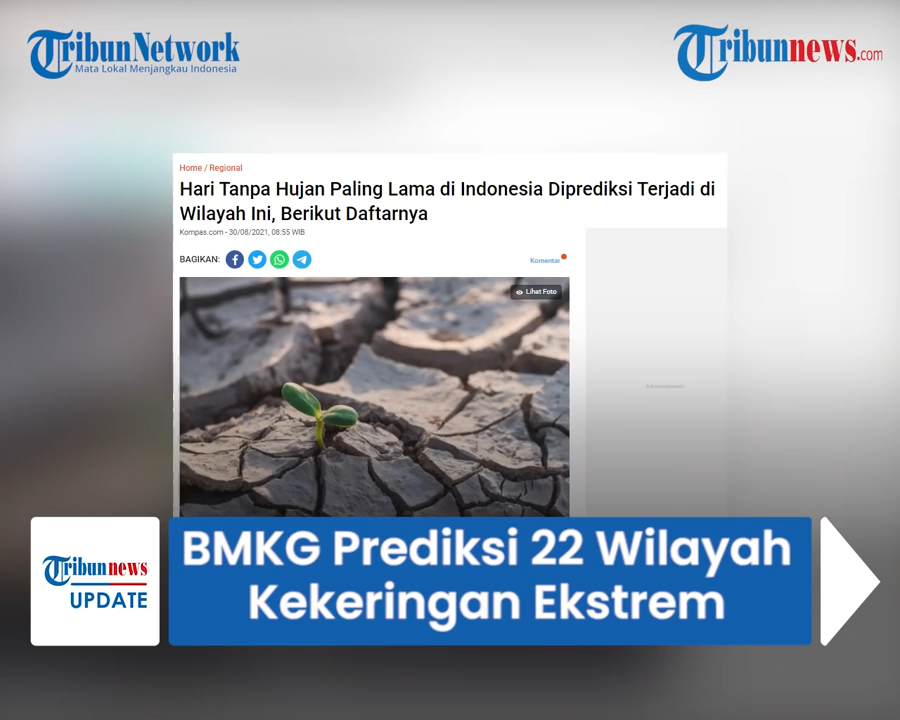 TribunNetwork
Mata Lokal Menjangkau Indonesia
Tribunnews.com
Home / Regional
Hari Tanpa Hujan Paling Lama di Indonesia Diprediksi Terjadi di
Wilayah Ini, Berikut Daftarnya
Kompas.com - 30/08/2021, 08:55 WIB
BAGIKAN:
Komentar
Lihat Foto
Advertisement
Tribunnews
UPDATE
BMKG Prediksi 22 Wilayah
Kekeringan Ekstrem